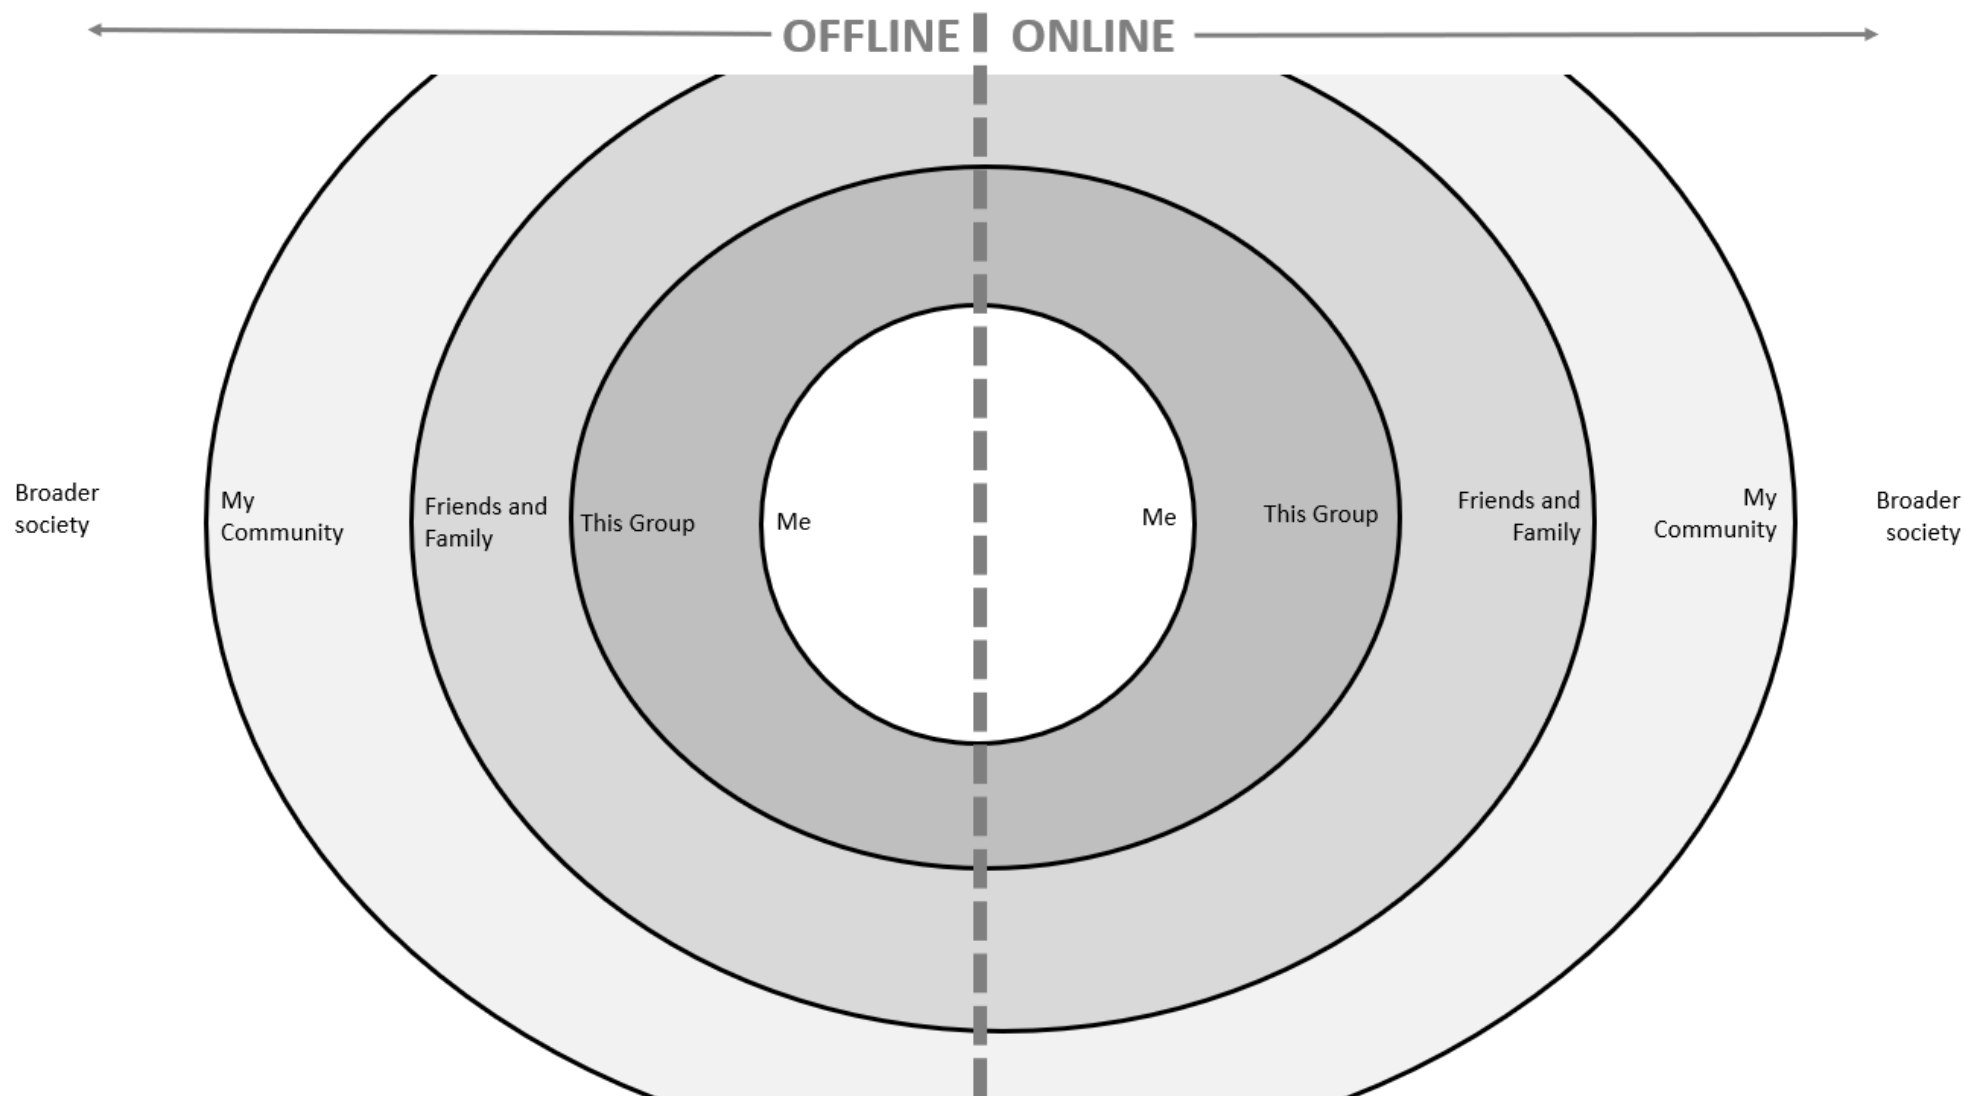 OFFLINE ONLINE
Broader
society
My
Community
Friends and
Family
This Group
Me
Me
This Group
Friends and
Family
My
Community
Broader
society